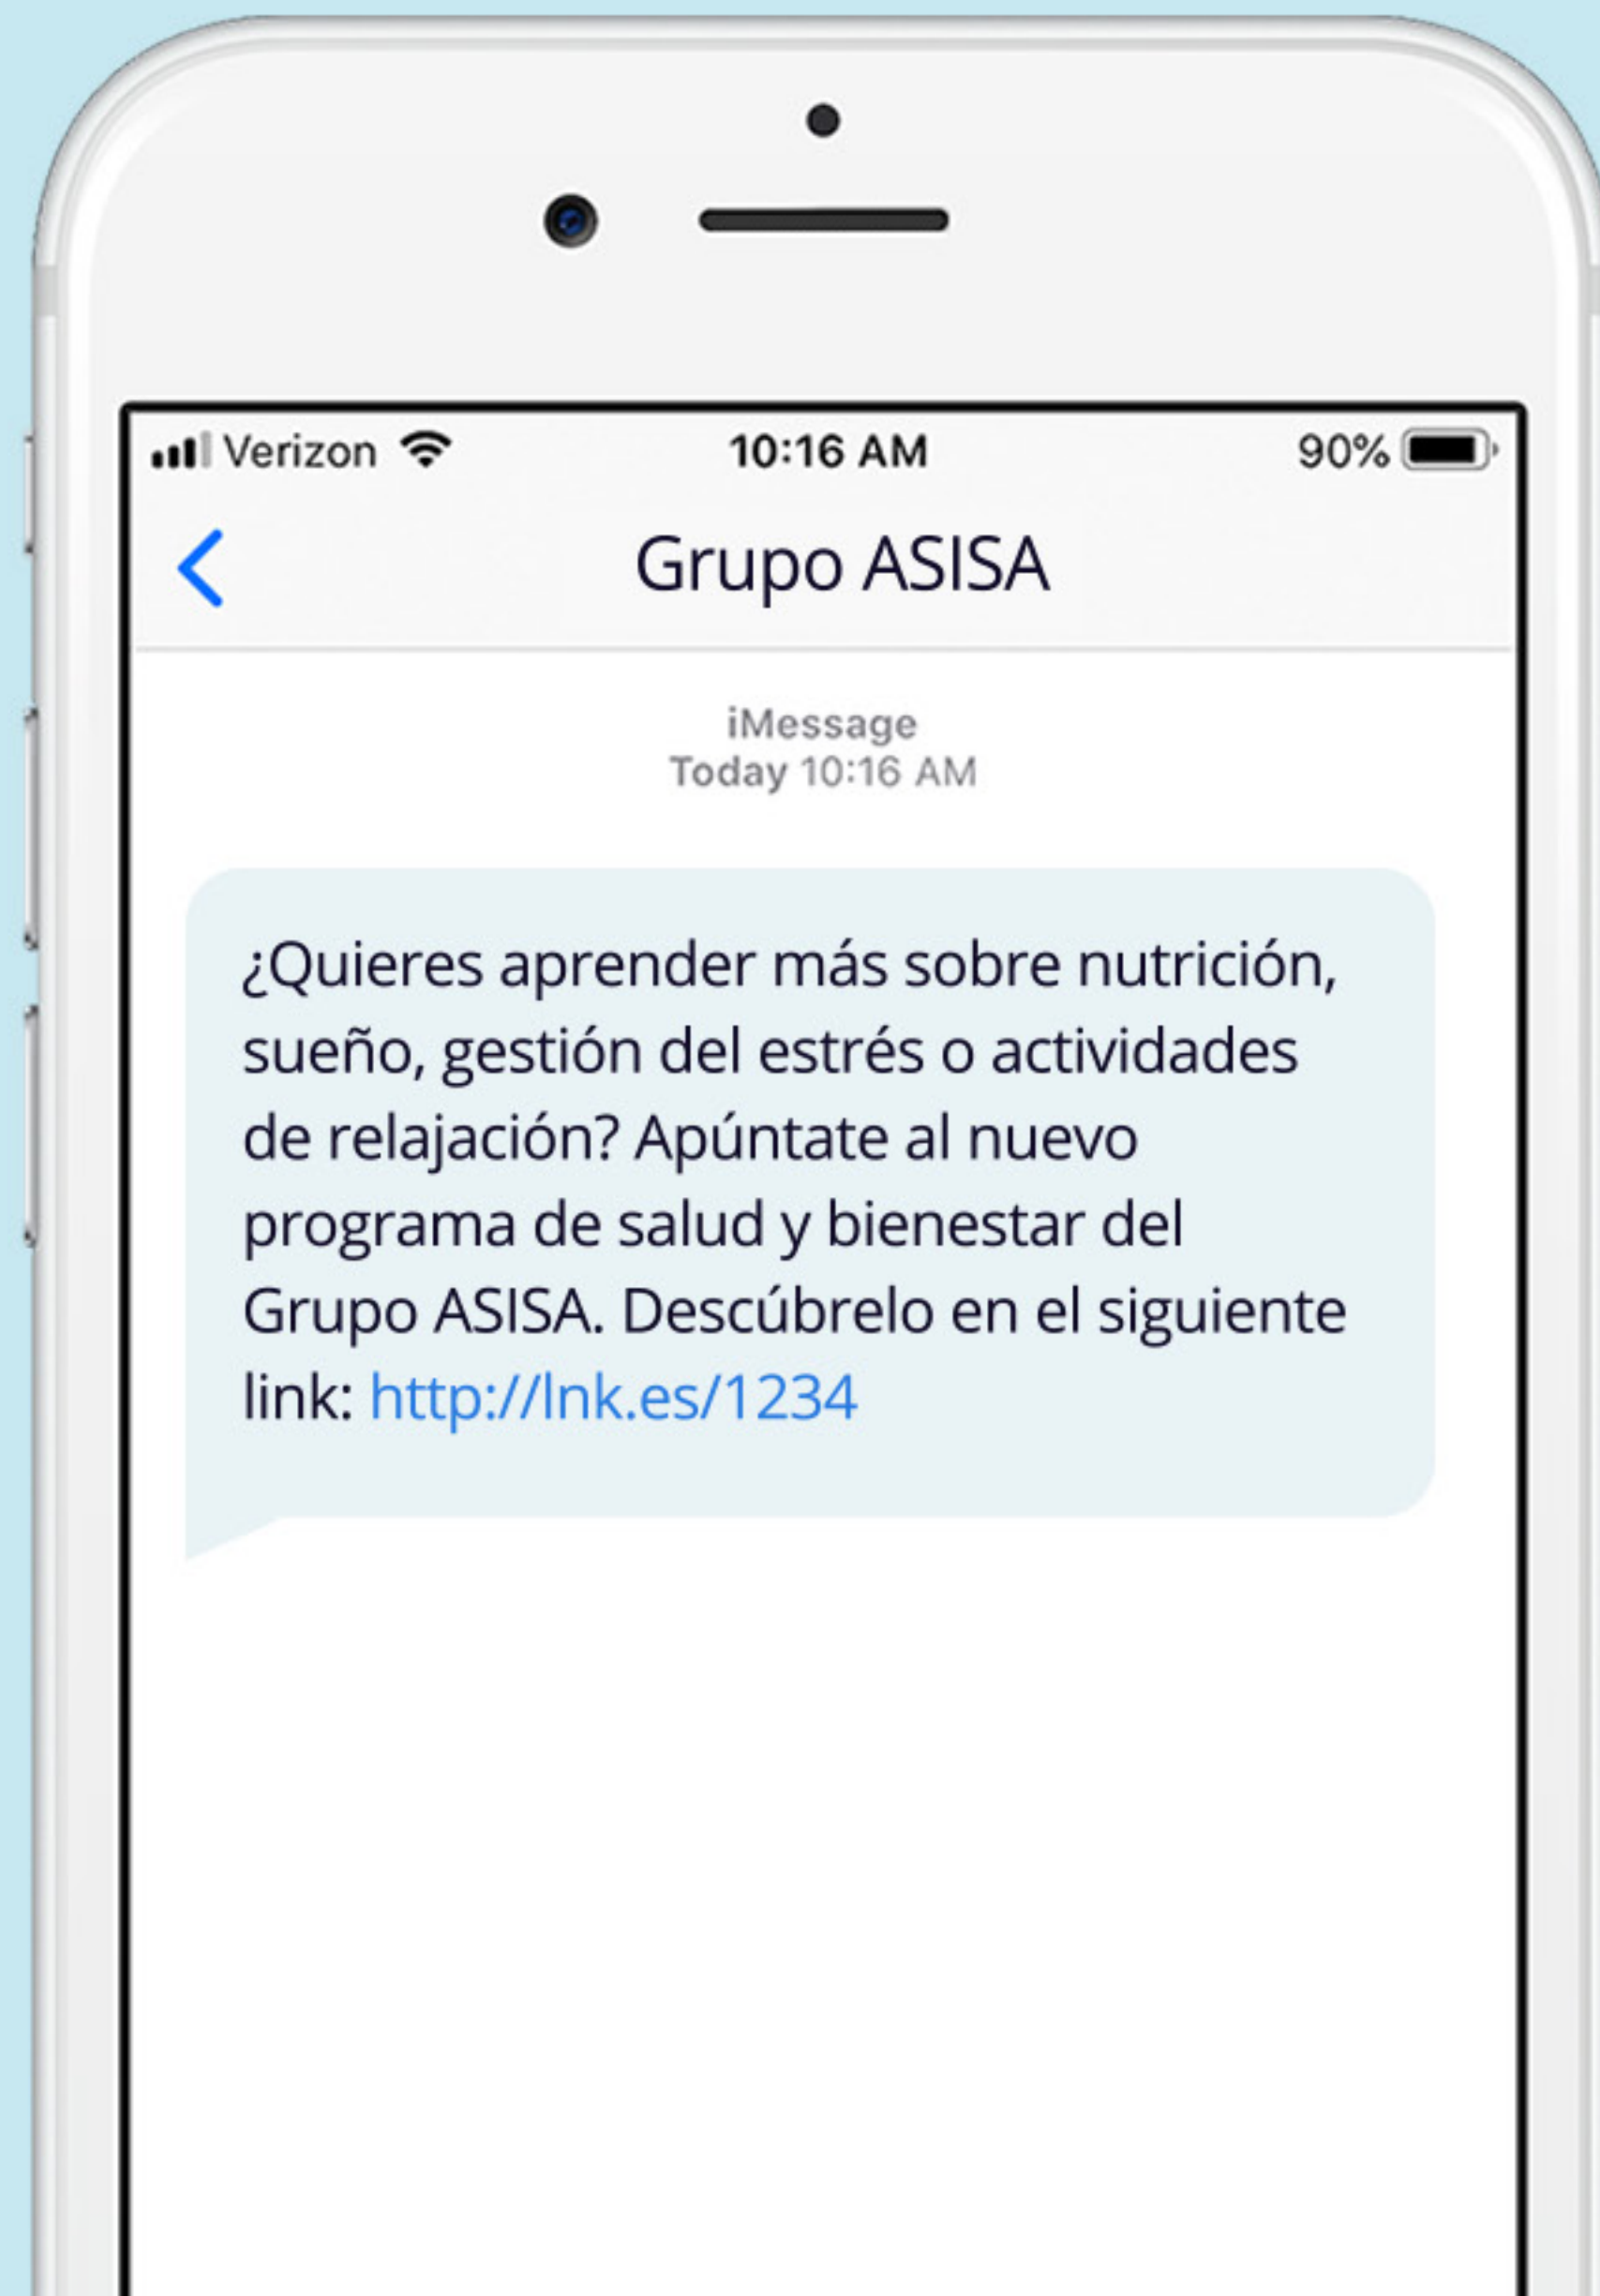 Verizon 10:16 AM 90%
Grupo ASISA
iMessage
Today 10:16 AM
¿Quieres aprender más sobre nutrición,
sueño, gestión del estrés o actividades
de relajación? Apúntate al nuevo
programa de salud y bienestar del
Grupo ASISA. Descúbrelo en el siguiente
link: http://lnk.es/1234